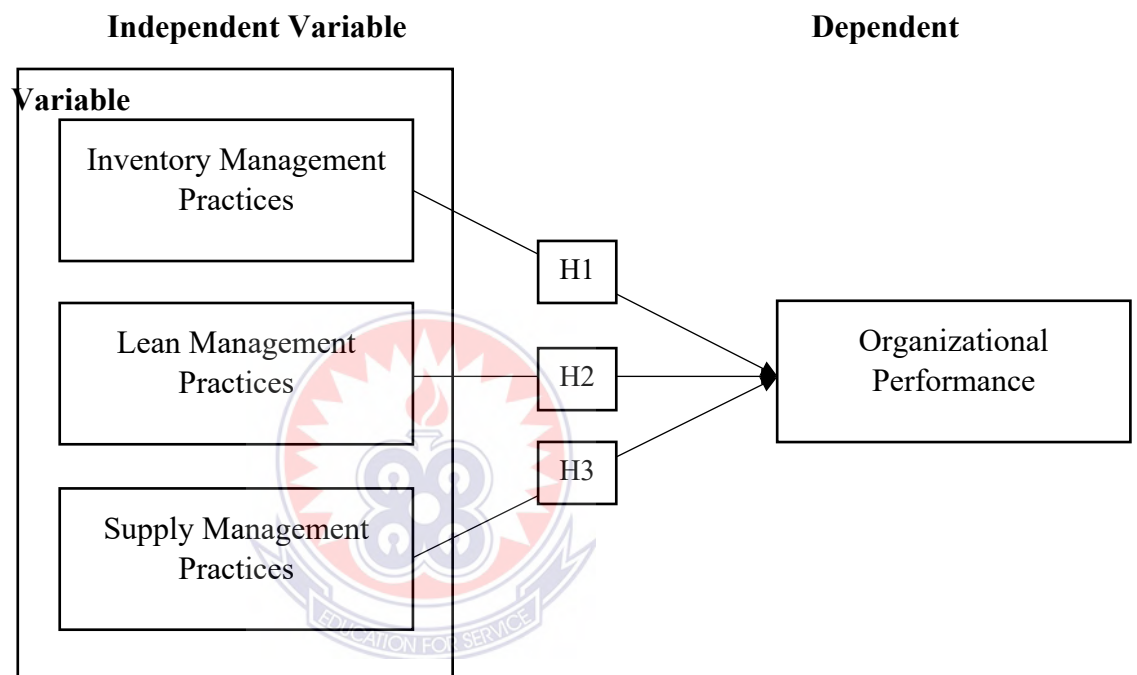 Independent Variable Dependent
Variable
Inventory Management
Practices
H1
Lean Management
Practices
H2
Organizational
Performance
H3
Supply Management
Practices
EDUCATION FOR SERVICE